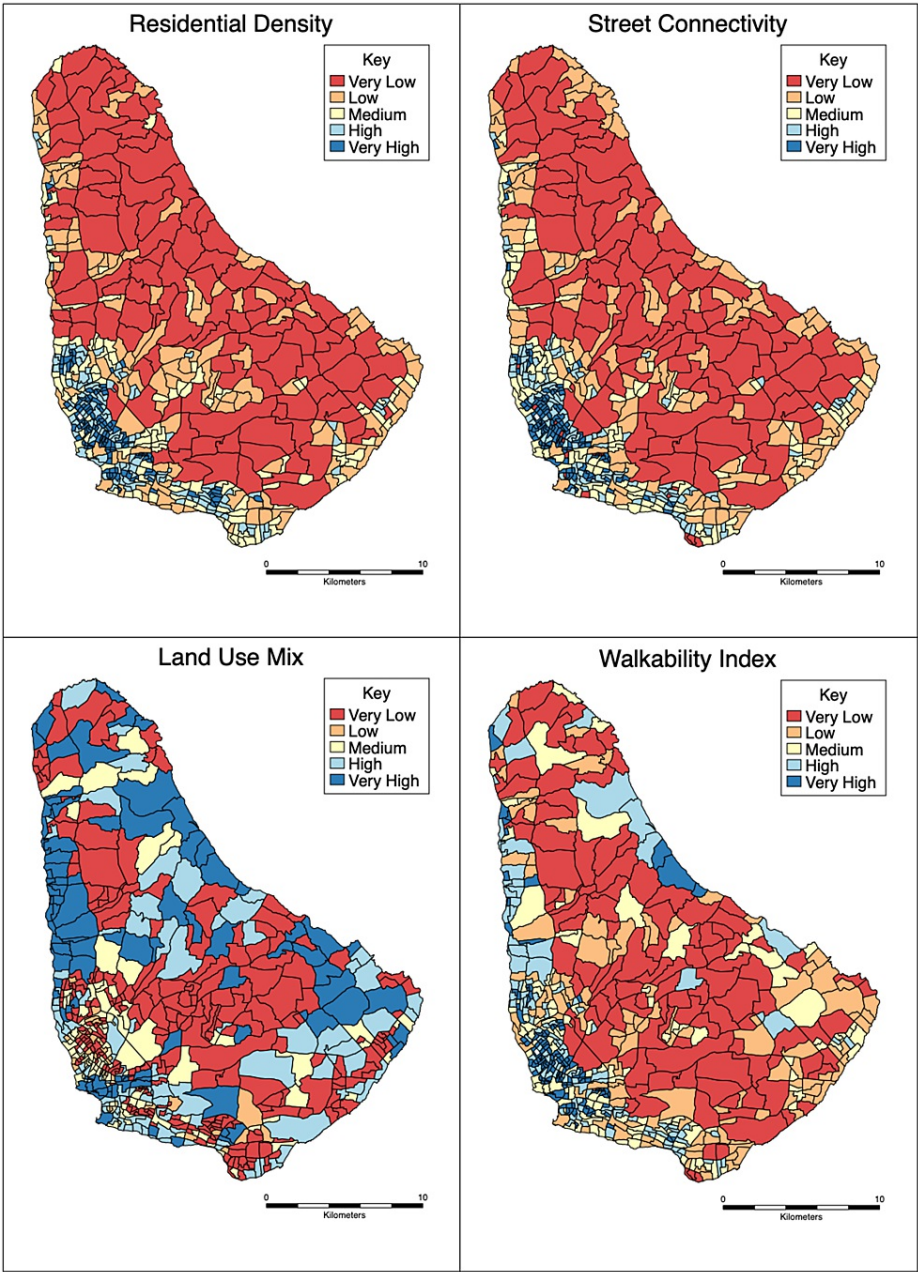 Residential Density
Key
Very Low
Low
Medium
High
Very High
0 10
Kilometers
Street Connectivity
Key
Very Low
Low
Medium
High
Very High
0 10
Kilometers
Land Use Mix
Key
Very Low
Low
Medium
High
Very High
0 10
Kilometers
Walkability Index
Key
Very Low
Low
Medium
High
Very High
0 10
Kilometers